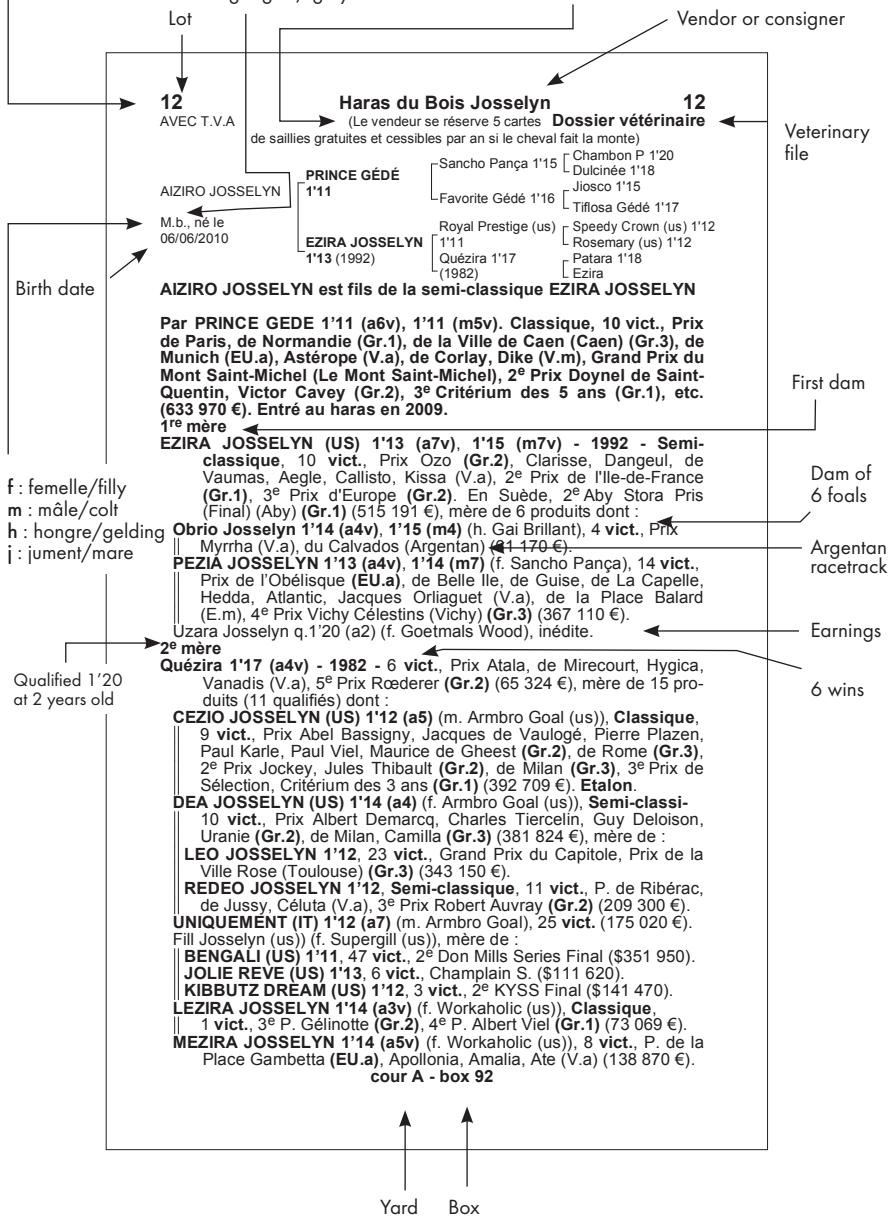 Lot
Vendor or consigner
12 Haras du Bois Josselyn 12
AVEC T.V.A (Le vendeur se réserve 5 cartes Dossier vétérinaire
de saillies gratuites et cessibles par an si le cheval fait la monte)
Veterinary
file
AIZIRO JOSSELYN
M.b., né le
06/06/2010
PRINCE GÉDÉ
1'11
EZIRA JOSSELYN
1'13 (1992)
Sancho Pança 1'15
Favorite Gédé 1'16
Royal Prestige (us)
1'11
Quézira 1'17
(1982)
Chambon P 1'20
Dulcinée 1'18
Jiosco 1'15
Tiflosa Gédé 1'17
Speedy Crown (us) 1'12
Rosemary (us) 1'12
Patara 1'18
Ezira
Birth date
AIZIRO JOSSELYN est fils de la semi-classique EZIRA JOSSELYN
Par PRINCE GEDE 1'11 (a6v), 1'11 (m5v). Classique, 10 vict., Prix
de Paris, de Normandie (Gr.1), de la Ville de Caen (Caen) (Gr.3), de
Munich (EU.a), Astérope (V.a), de Corlay, Dike (V.m), Grand Prix du
Mont Saint-Michel (Le Mont Saint-Michel), 2e Prix Doynel de Saint-
Quentin, Victor Cavey (Gr.2), 3e Critérium des 5 ans (Gr.1), etc.
(633 970 €). Entré au haras en 2009.
First dam
1re mère
EZIRA JOSSELYN (US) 1'13 (a7v), 1'15 (m7v) - 1992 - Semi-
classique, 10 vict., Prix Ozo (Gr.2), Clarisse, Dangeul, de
Vaumas, Aegle, Callisto, Kissa (V.a), 2e Prix de l'Ile-de-France
(Gr.1), 3e Prix d'Europe (Gr.2). En Suède, 2e Aby Stora Pris
(Final) (Aby) (Gr.1) (515 191 €), mère de 6 produits dont :
f : femelle/filly
m : mâle/colt
h : hongre/gelding
j : jument/mare
Dam of
6 foals
Obrio Josselyn 1'14 (a4v), 1'15 (m4) (h. Gai Brillant), 4 vict., Prix
Myrrha (V.a), du Calvados (Argentan) (81 170 €).
Argentan
racetrack
PEZIA JOSSELYN 1'13 (a4v), 1'14 (m7) (f. Sancho Pança), 14 vict.,
Prix de l'Obélisque (EU.a), de Belle Ile, de Guise, de La Capelle,
Hedda, Atlantic, Jacques Orliaguet (V.a), de la Place Balard
(E.m), 4e Prix Vichy Célestins (Vichy) (Gr.3) (367 110 €).
Uzara Josselyn q.1'20 (a2) (f. Goetmals Wood), inédite.
Earnings
2e mère
Qualified 1'20
at 2 years old
6 wins
Quézira 1'17 (a4v) - 1982 - 6 vict., Prix Atala, de Mirecourt, Hygica,
Vanadis (V.a), 5e Prix Rœderer (Gr.2) (65 324 €), mère de 15 pro-
duits (11 qualifiés) dont :
CEZIO JOSSELYN (US) 1'12 (a5) (m. Armbro Goal (us)), Classique,
9 vict., Prix Abel Bassigny, Jacques de Vaulogé, Pierre Plazen,
Paul Karle, Paul Viel, Maurice de Gheest (Gr.2), de Rome (Gr.3),
2e Prix Jockey, Jules Thibault (Gr.2), de Milan (Gr.3), 3e Prix de
Sélection, Critérium des 3 ans (Gr.1) (392 709 €). Etalon.
DEA JOSSELYN (US) 1'14 (a4) (f. Armbro Goal (us)), Semi-classi-
10 vict., Prix Albert Demarcq, Charles Tiercelin, Guy Deloison,
Uranie (Gr.2), de Milan, Camilla (Gr.3) (381 824 €), mère de :
LEO JOSSELYN 1'12, 23 vict., Grand Prix du Capitole, Prix de la
Ville Rose (Toulouse) (Gr.3) (343 150 €).
REDEO JOSSELYN 1'12, Semi-classique, 11 vict., P. de Ribérac,
de Jussy, Céluta (V.a), 3e Prix Robert Auvray (Gr.2) (209 300 €).
UNIQUEMENT (IT) 1'12 (a7) (m. Armbro Goal), 25 vict. (175 020 €).
Fill Josselyn (us)) (f. Supergill (us)), mère de :
BENGALI (US) 1'11, 47 vict., 2e Don Mills Series Final ($351 950).
JOLIE REVE (US) 1'13, 6 vict., Champlain S. ($111 620).
KIBBUTZ DREAM (US) 1'12, 3 vict., 2e KYSS Final ($141 470).
LEZIRA JOSSELYN 1'14 (a3v) (f. Workaholic (us)), Classique,
1 vict., 3e P. Gélinotte (Gr.2), 4e P. Albert Viel (Gr.1) (73 069 €).
MEZIRA JOSSELYN 1'14 (a5v) (f. Workaholic (us)), 8 vict., P. de la
Place Gambetta (EU.a), Apollonia, Amalia, Ate (V.a) (138 870 €).
cour A - box 92
Yard Box